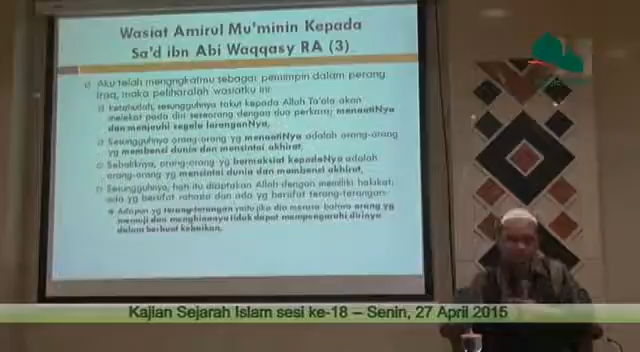 Wasiat Amirul Mu'minin Kepada
Sa'd ibn Abi Waqqasy RA (3)
Aku telah mengngkatmu sebagai pemimpin dalam perang
Iraq, maka peliharalah wasiatku ini:
Ketahuilah, sesungguhnya takut kepada Allah Ta'ala akan
melekat pada diri seseorang dengan dua perkara; menaatiNya
dan menjauhi segala laranganNya,
Sesungguhnya orang-orang yg menaatiNya adalah orang-orang
yg membenci dunia dan mencintai akhirat,
Sebaliknya, orang-orang yg bermaksiat kepadaNya adalah
orang-orang yg mencintai dunia dan membenci akhirat,
Sesungguhnya, hati itu diciptakan Allah dengan memiliki hakikat;
ada yg bersifat rahasia dan ada yg bersifat terang-terangan.
Adapun yg terang-terangan yaitu jika dia merasa bahwa orang yg
memuji dan menghinannya tidak dapat mempengaruhi dirinya
dalam berbuat kebaikan,
Kajian Sejarah Islam sesi ke-18 – Senin, 27 April 2015